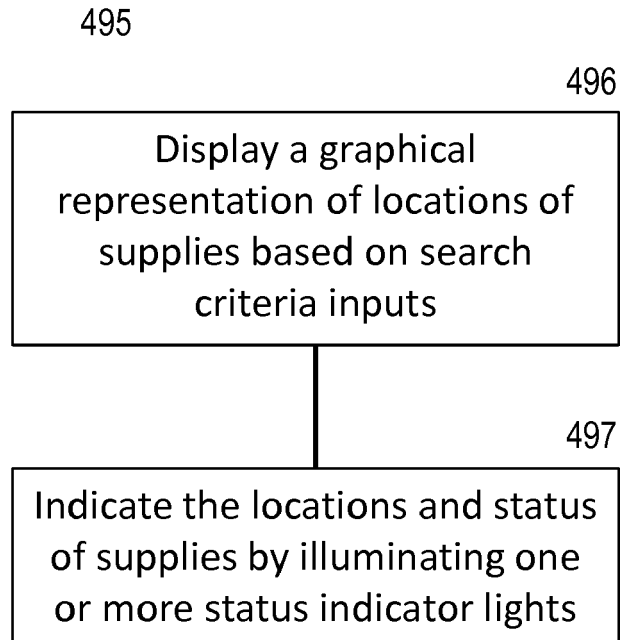 495
496
Display a graphical
representation of locations of
supplies based on search
criteria inputs
497
Indicate the locations and status
of supplies by illuminating one
or more status indicator lights